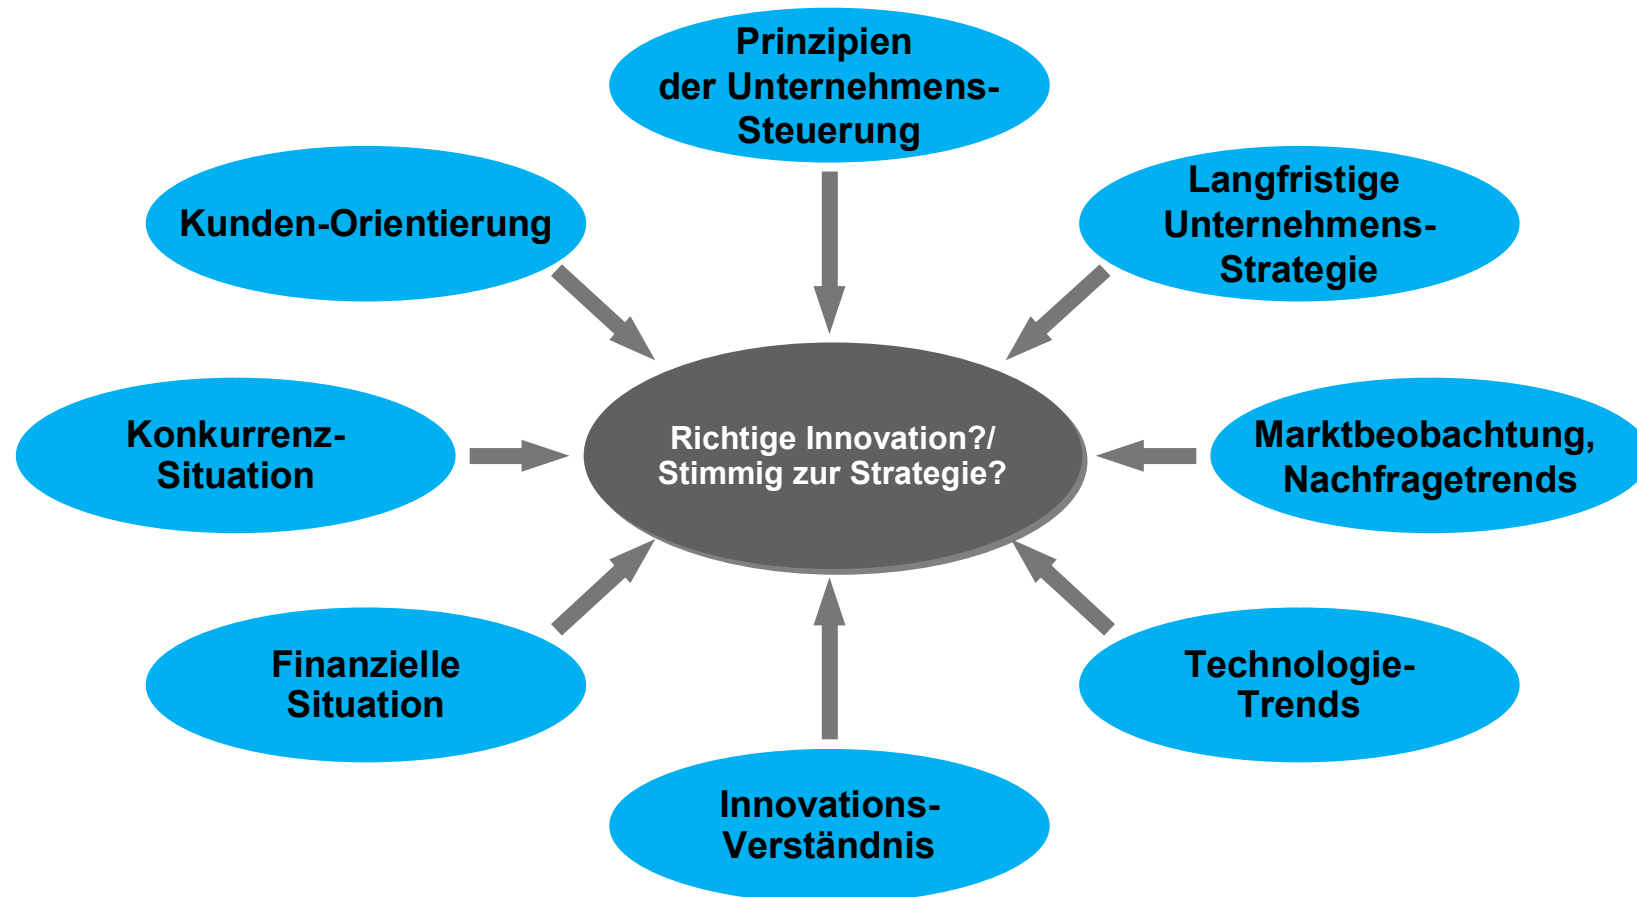 Prinzipien
der Unternehmens-
Steuerung
Kunden-Orientierung
Langfristige
Unternehmens-
Strategie
Konkurrenz-
Situation
Richtige Innovation?/
Stimmig zur Strategie?
Marktbeobachtung,
Nachfragetrends
Finanzielle
Situation
Technologie-
Trends
Innovations-
Verständnis